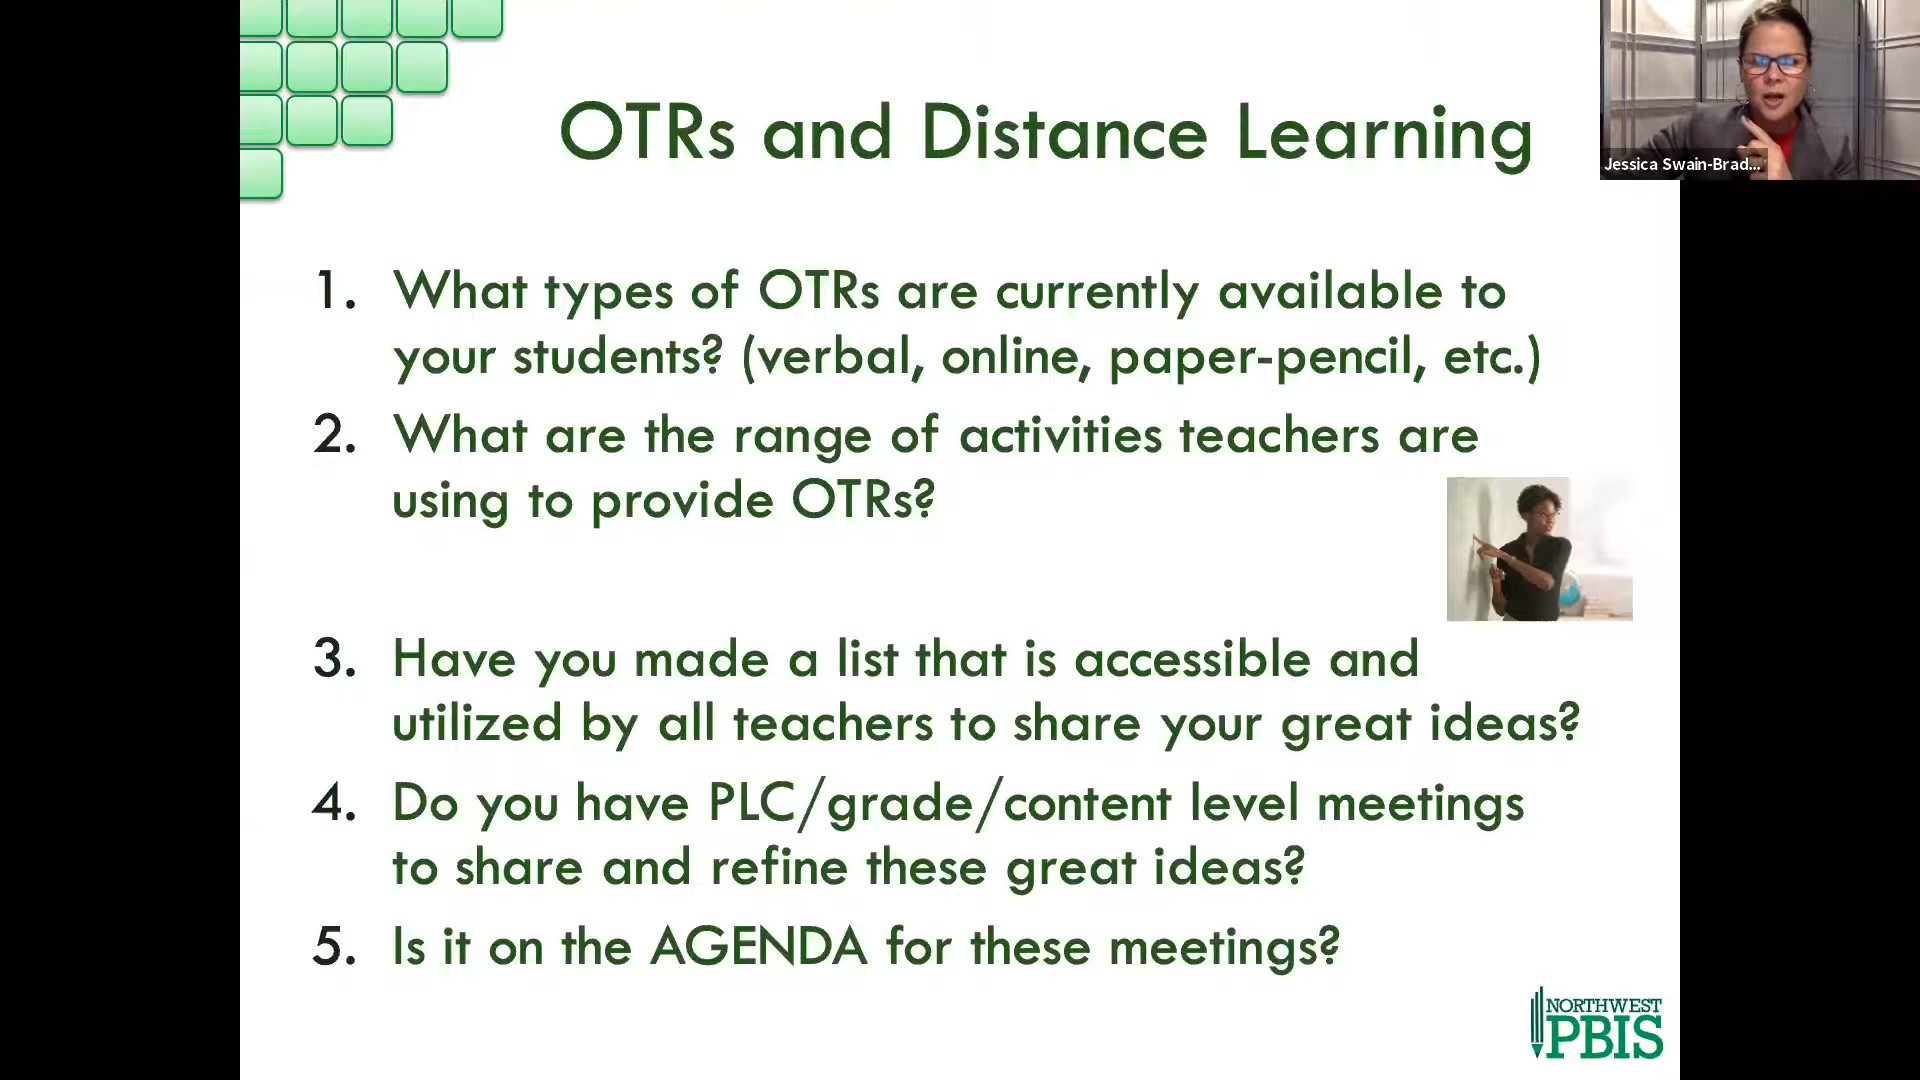 OTRs and Distance Learning
Jessica Swain-Brad...
1. What types of OTRs are currently available to
your students? (verbal, online, paper-pencil, etc.)
2. What are the range of activities teachers are
using to provide OTRs?
3. Have you made a list that is accessible and
utilized by all teachers to share your great ideas?
4. Do you have PLC/grade/content level meetings
to share and refine these great ideas?
5. Is it on the AGENDA for these meetings?
NORTHWEST
PBIS